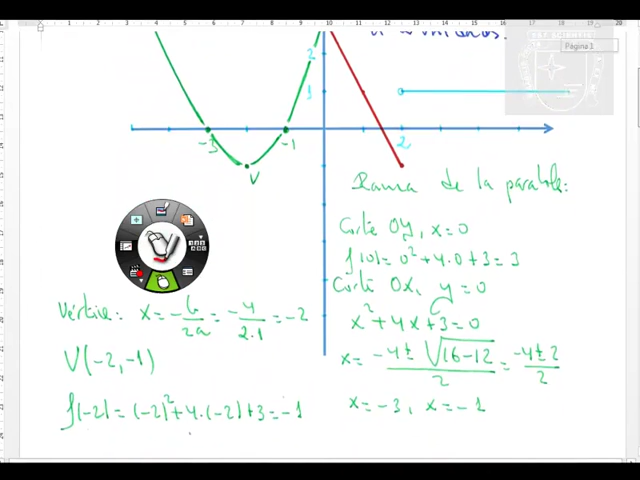 Página 1
2
1
-3
-1
2
V
Rama de la parábola:
Corte OY, x=0
f(0)=0²+4·0+3=3
Corte OX, y=0
x²+4x+3=0
x= -4±√16-12 / 2 = -4±2 / 2
x=-3, x=-1
Vértice: x=-b/2a = -4/2·1 = -2
V(-2,-1)
f(-2)=(-2)²+4·(-2)+3=-1